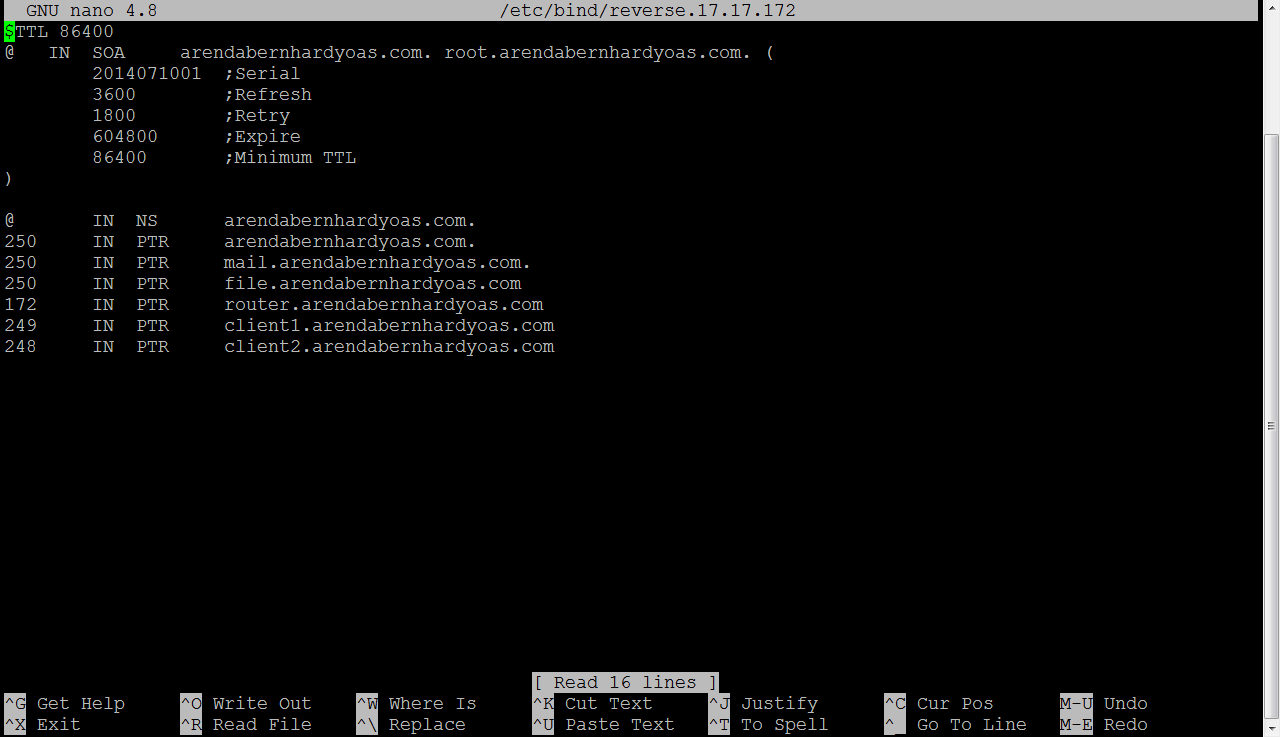 GNU nano 4.8 /etc/bind/reverse.17.17.172
$TTL 86400
@ IN SOA arendabernhardyoas.com. root.arendabernhardyoas.com. (
2014071001 ;Serial
3600 ;Refresh
1800 ;Retry
604800 ;Expire
86400 ;Minimum TTL
)
@ IN NS arendabernhardyoas.com.
250 IN PTR arendabernhardyoas.com.
250 IN PTR mail.arendabernhardyoas.com.
250 IN PTR file.arendabernhardyoas.com
172 IN PTR router.arendabernhardyoas.com
249 IN PTR client1.arendabernhardyoas.com
248 IN PTR client2.arendabernhardyoas.com
[ Read 16 lines ]
^G Get Help ^O Write Out ^W Where Is ^K Cut Text ^J Justify ^C Cur Pos M-U Undo
^X Exit ^R Read File ^\ Replace ^U Paste Text ^T To Spell ^_ Go To Line M-E Redo